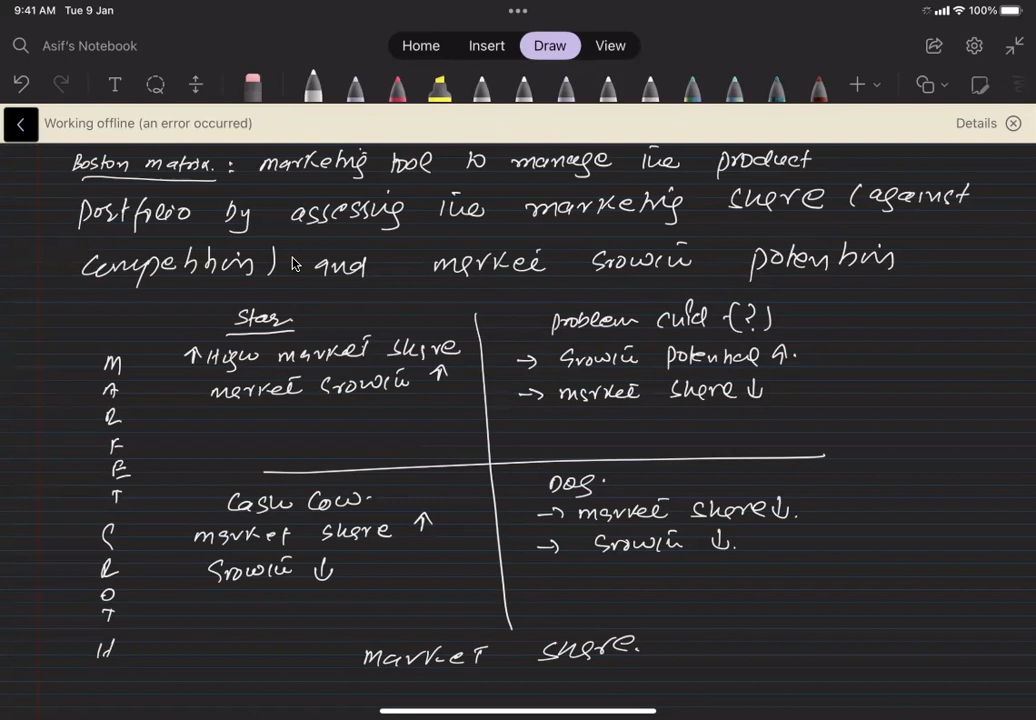 9:41 AM Tue 9 Jan
100%
Asif's Notebook
Home Insert Draw View
Working offline (an error occurred)
Details
Boston matrix : marketing tool to manage the product
portfolio by assessing the marketing share (against
competition) and market growth potential
Star
↑ High market share
market growth ↑
problem child (?)
→ Growth potential ↑.
→ market share ↓
Cash Cow.
market share ↑
Growth ↓
Dog.
→ market share ↓.
→ Growth ↓.
MARKET
GROTH
market share.